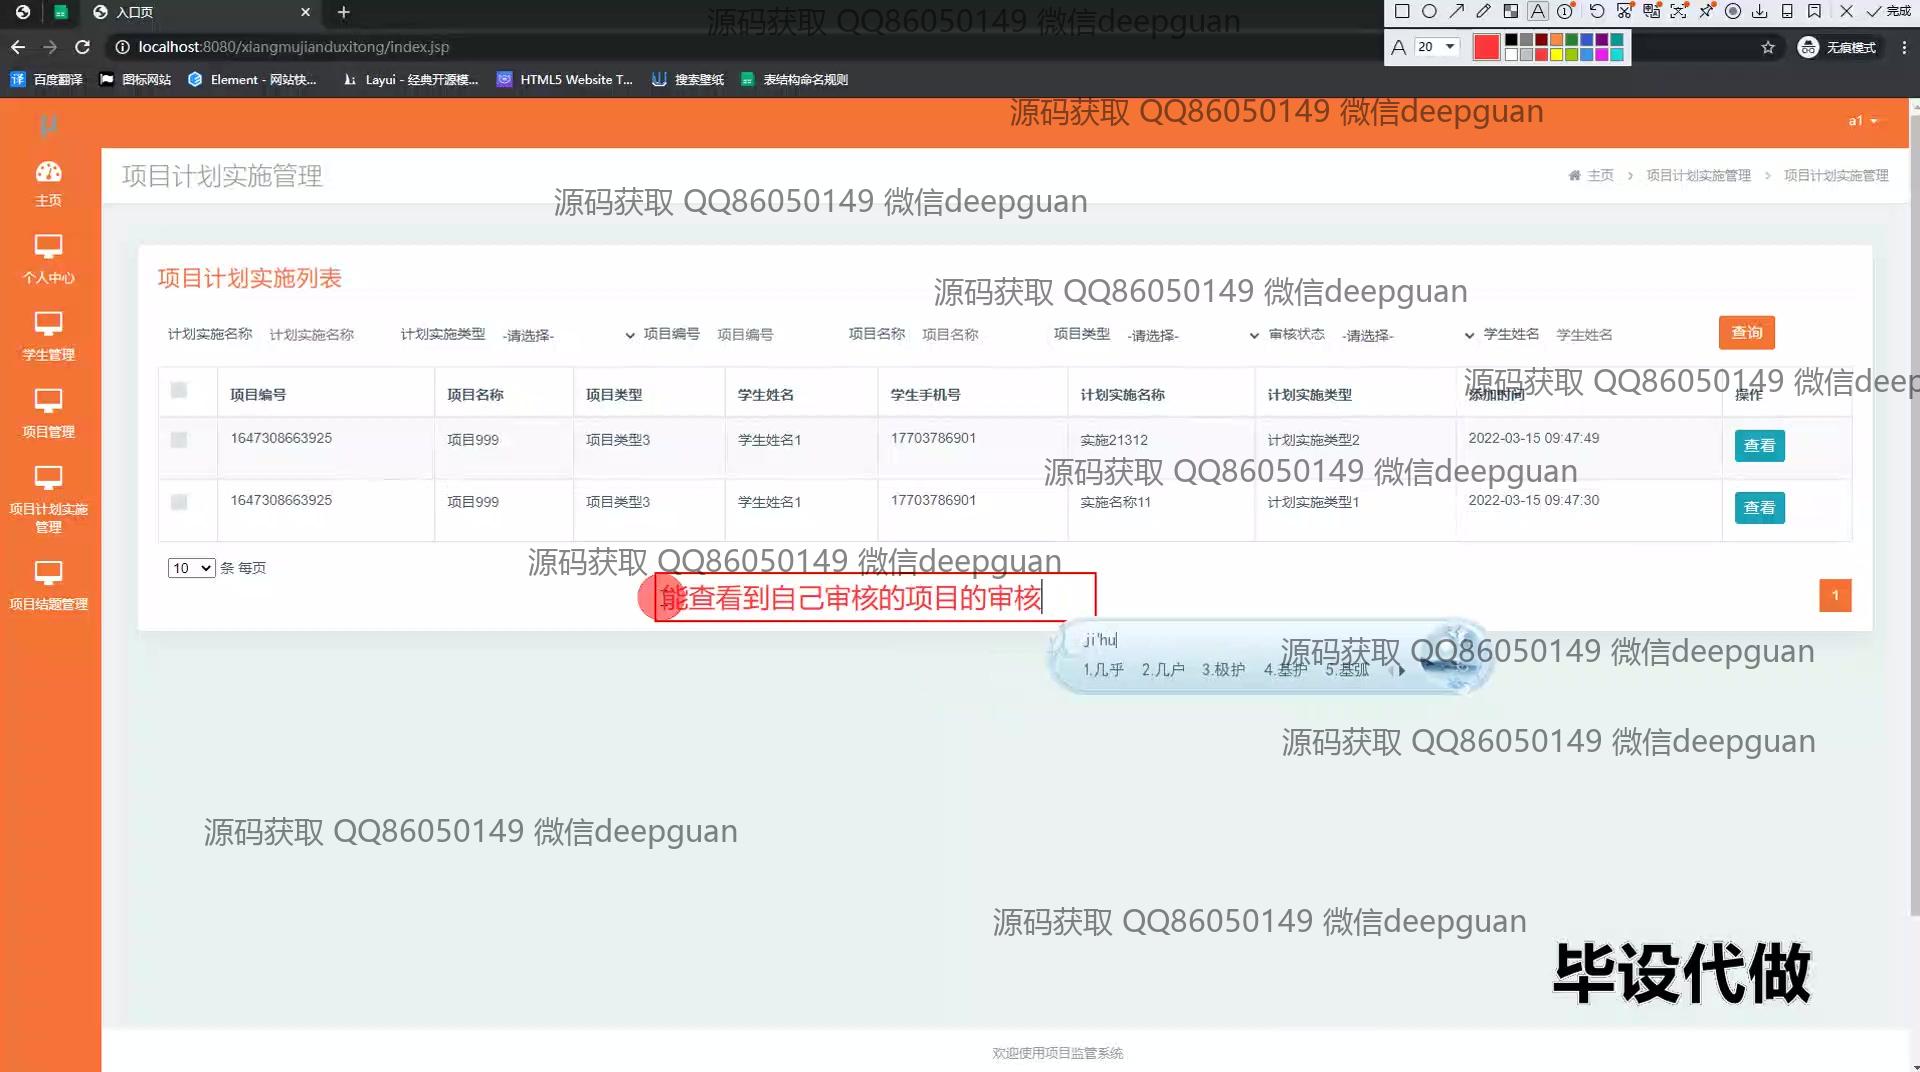 入口页
源码获取 QQ86050149 微信deepguan
完成
localhost:8080/xiangmujianduxitong/index.jsp
A 20
无痕模式
百度翻译 图标网站 Element - 网站快... Layui - 经典开源模... HTML5 Website T... 搜索壁纸 表结构命名规则
源码获取 QQ86050149 微信deepguan
a1
μ
主页
个人中心
学生管理
项目管理
项目计划实施
管理
项目结题管理
项目计划实施管理
主页 > 项目计划实施管理 > 项目计划实施管理
源码获取 QQ86050149 微信deepguan
项目计划实施列表
源码获取 QQ86050149 微信deepguan
计划实施名称 计划实施名称 计划实施类型 -请选择- 项目编号 项目编号 项目名称 项目名称 项目类型 -请选择- 审核状态 -请选择- 学生姓名 学生姓名 查询
源码获取 QQ86050149 微信deep
项目编号 项目名称 项目类型 学生姓名 学生手机号 计划实施名称 计划实施类型 添加时间 操作
1647308663925 项目999 项目类型3 学生姓名1 17703786901 实施21312 计划实施类型2 2022-03-15 09:47:49 查看
源码获取 QQ86050149 微信deepguan
1647308663925 项目999 项目类型3 学生姓名1 17703786901 实施名称11 计划实施类型1 2022-03-15 09:47:30 查看
源码获取 QQ86050149 微信deepguan
10 条 每页
能查看到自己审核的项目的审核
1
ji'hu
1.几乎 2.几户 3.极护 4.基护 5.基弧
源码获取 QQ86050149 微信deepguan
源码获取 QQ86050149 微信deepguan
源码获取 QQ86050149 微信deepguan
源码获取 QQ86050149 微信deepguan
毕设代做
欢迎使用项目监管系统